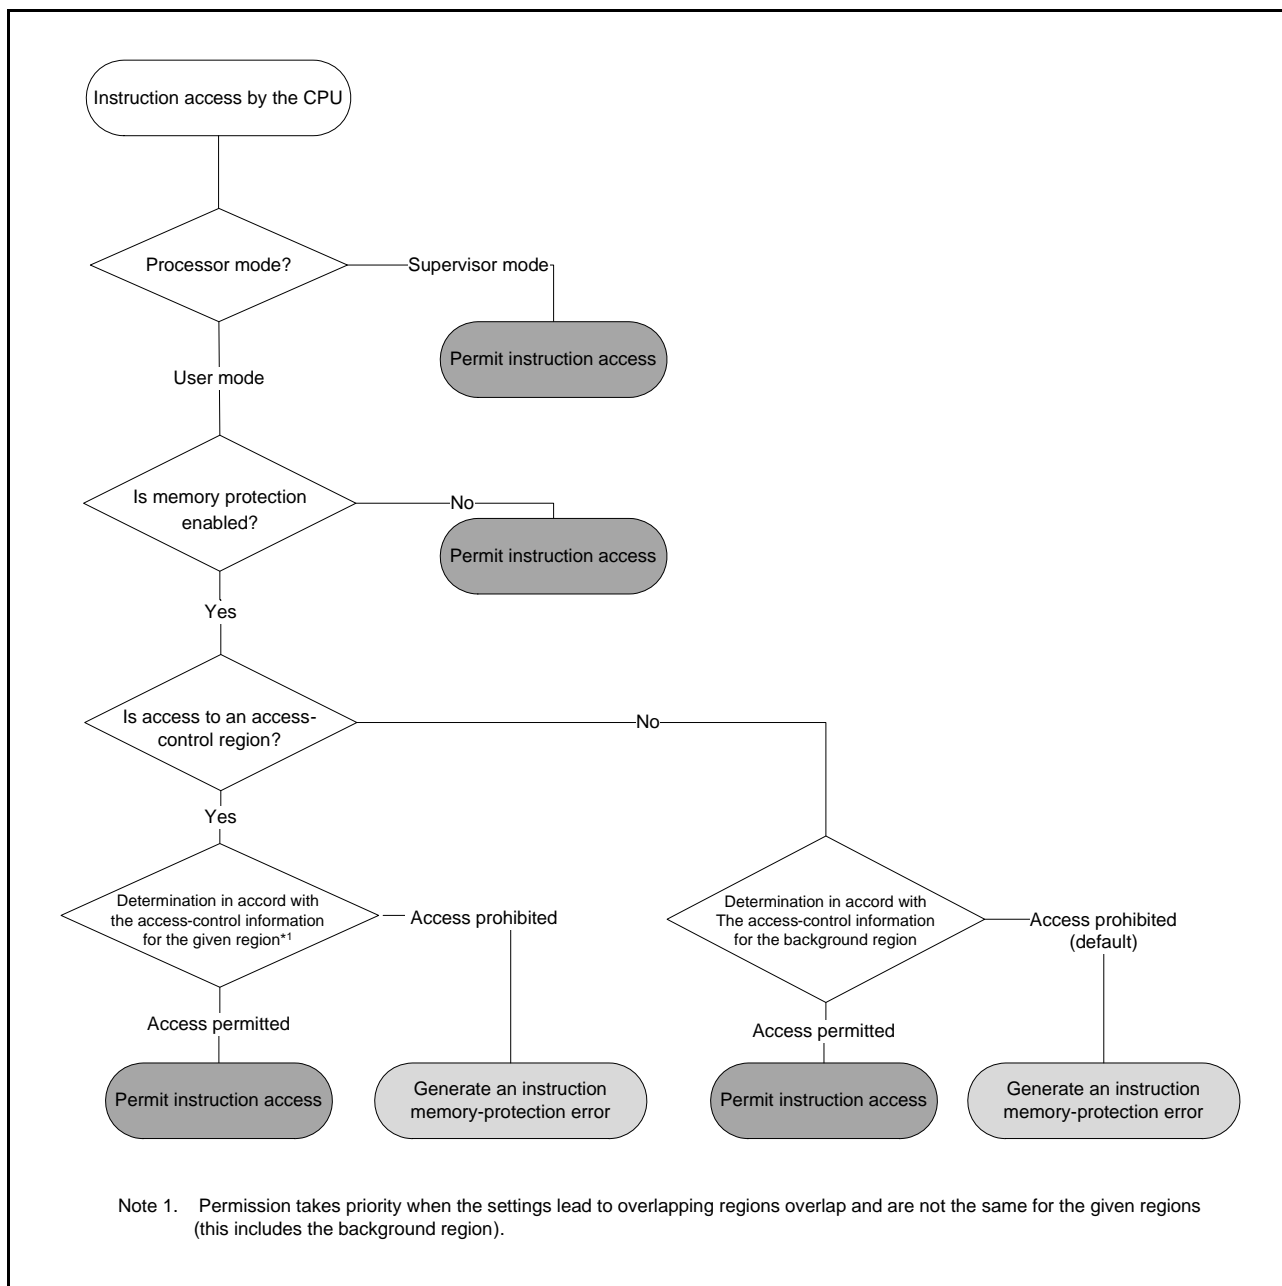 Instruction access by the CPU
Processor mode?
Supervisor mode
Permit instruction access
User mode
Is memory protection
enabled?
No
Permit instruction access
Yes
Is access to an access-
control region?
No
Yes
Determination in accord with
the access-control information
for the given region*1
Access prohibited
Determination in accord with
The access-control information
for the background region
Access prohibited
(default)
Access permitted
Access permitted
Permit instruction access
Generate an instruction
memory-protection error
Permit instruction access
Generate an instruction
memory-protection error
Note 1. Permission takes priority when the settings lead to overlapping regions overlap and are not the same for the given regions
(this includes the background region).